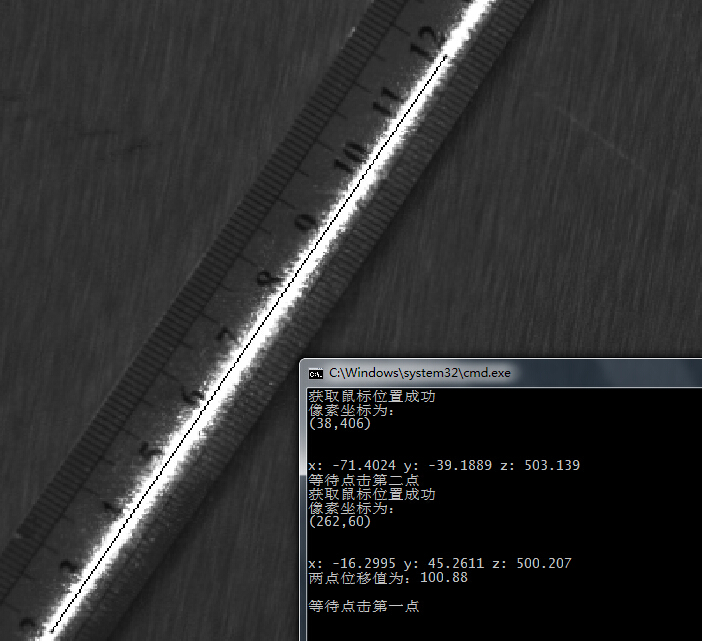 12
11
10
9
8
7
6
5
4
3
2
C:\Windows\system32\cmd.exe
获取鼠标位置成功
像素坐标为:
(38,406)
x: -71.4024 y: -39.1889 z: 503.139
等待点击第二点
获取鼠标位置成功
像素坐标为:
(262,60)
x: -16.2995 y: 45.2611 z: 500.207
两点位移值为: 100.88
等待点击第一点